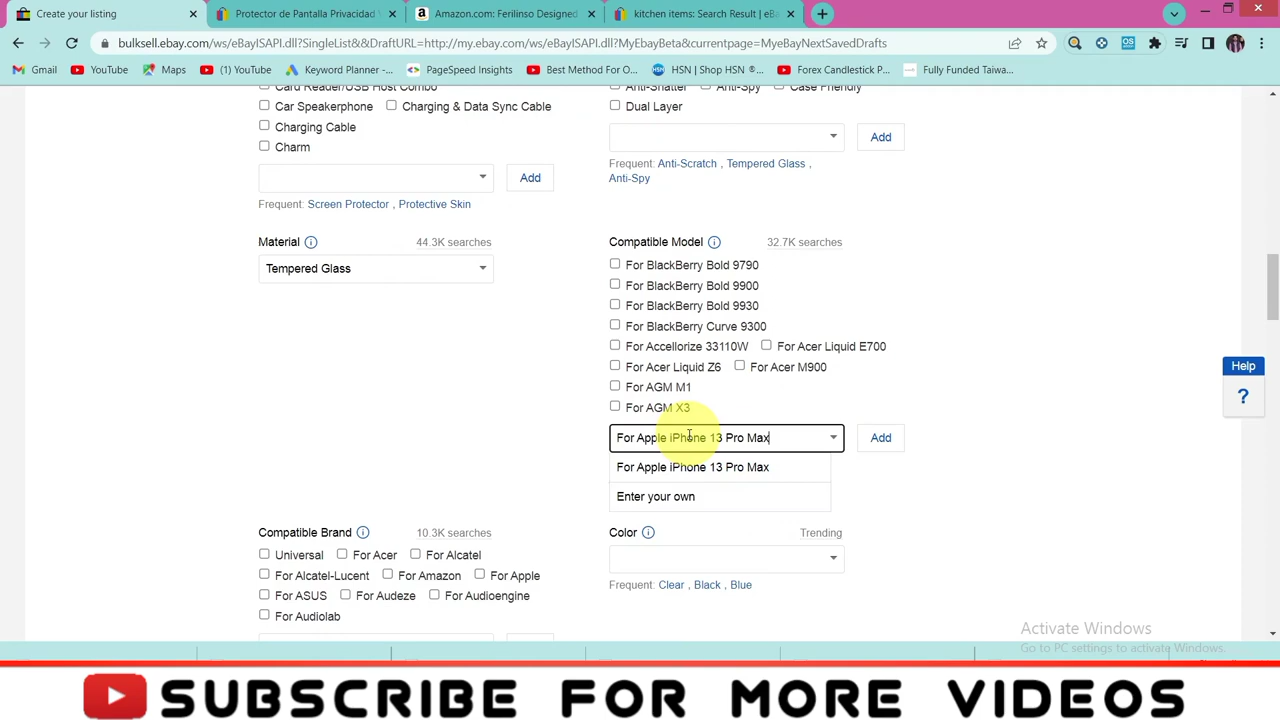 Create your listing
Protector de Pantalla Privacidad
Amazon.com: Ferilinso Designed
kitchen items: Search Result | eB
bulksell.ebay.com/ws/eBayISAPI.dll?SingleList&&DraftURL=http://my.ebay.com/ws/eBayISAPI.dll?MyEbayBeta&currentpage=MyeBayNextSavedDrafts
Gmail YouTube Maps (1) YouTube Keyword Planner -... PageSpeed Insights Best Method For O... HSN | Shop HSN ®... Forex Candlestick P... Fully Funded Taiwa...
Card Reader/USB Host Combo
Car Speakerphone Charging & Data Sync Cable
Charging Cable
Charm
Add
Frequent: Screen Protector , Protective Skin
Anti-Shatter Anti-Spy Case Friendly
Dual Layer
Add
Frequent: Anti-Scratch , Tempered Glass ,
Anti-Spy
Material 44.3K searches
Tempered Glass
Compatible Model 32.7K searches
For BlackBerry Bold 9790
For BlackBerry Bold 9900
For BlackBerry Bold 9930
For BlackBerry Curve 9300
For Accellorize 33110W For Acer Liquid E700
For Acer Liquid Z6 For Acer M900
For AGM M1
For AGM X3
For Apple iPhone 13 Pro Max Add
For Apple iPhone 13 Pro Max
Enter your own
Compatible Brand 10.3K searches
Universal For Acer For Alcatel
For Alcatel-Lucent For Amazon For Apple
For ASUS For Audeze For Audioengine
For Audiolab
Color Trending
Frequent: Clear , Black , Blue
Help
?
Activate Windows
Go to PC settings to activate Windows.
SUBSCRIBE FOR MORE VIDEOS